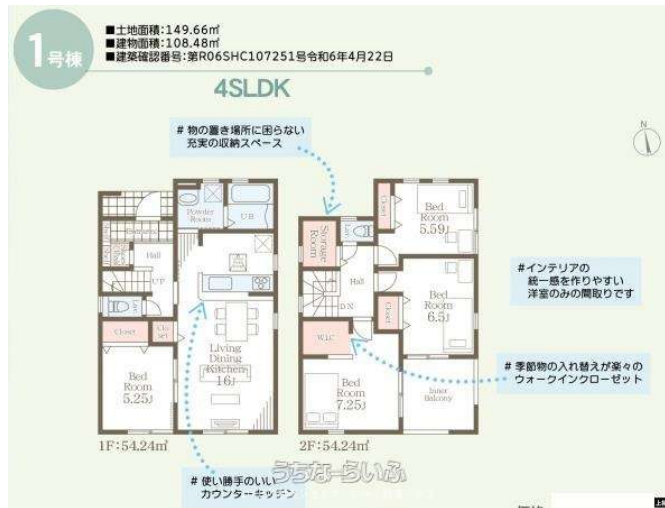 1号棟
■土地面積:149.66㎡
■建物面積:108.48㎡
■建築確認番号:第R06SHC107251号令和6年4月22日
4SLDK
# 物の置き場所に困らない
充実の収納スペース
N
Powder
Room
U.B
Entrance
Hall
UP
Closet
Clo
set
Bed
Room
5.25J
Living
Dining
Kitchen
16J
1F:54.24㎡
Storage
Room
Hall
D.N
W.I.C
Closet
Bed
Room
5.59J
Closet
Bed
Room
6.5J
Bed
Room
7.25J
Inner
Balcony
2F:54.24㎡
#インテリアの
統一感を作りやすい
洋室のみの間取りです
# 季節物の入れ替えが楽々の
ウォークインクローゼット
# 使い勝手のいい
カウンターキッチン
うちなーらいふ